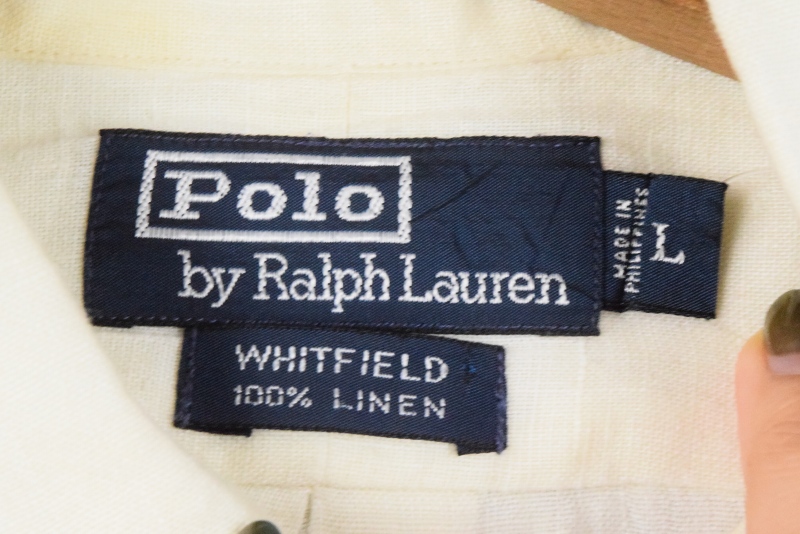 Polo
by Ralph Lauren
MADE IN
PHILIPPINES
L
WHITFIELD
100% LINEN